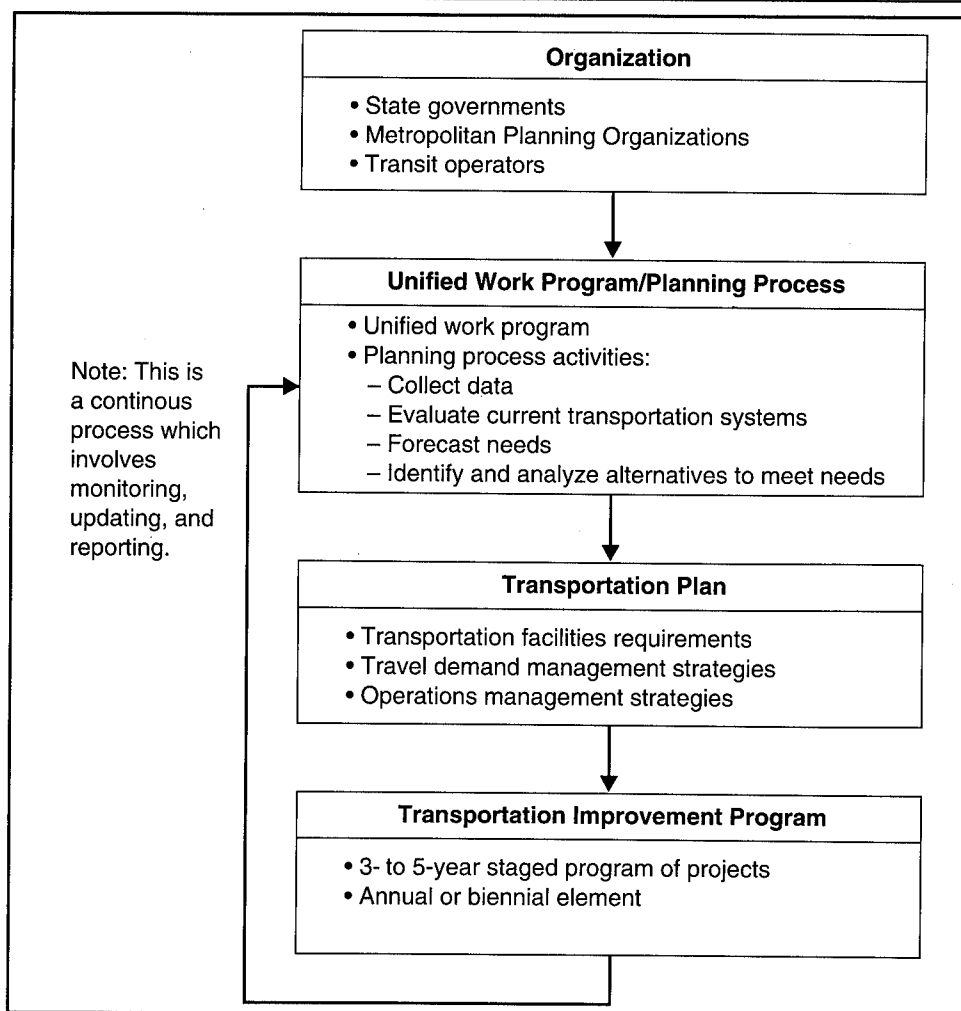 Organization
• State governments
• Metropolitan Planning Organizations
• Transit operators
Unified Work Program/Planning Process
• Unified work program
• Planning process activities:
– Collect data
– Evaluate current transportation systems
– Forecast needs
– Identify and analyze alternatives to meet needs
Note: This is
a continous
process which
involves
monitoring,
updating, and
reporting.
Transportation Plan
• Transportation facilities requirements
• Travel demand management strategies
• Operations management strategies
Transportation Improvement Program
• 3- to 5-year staged program of projects
• Annual or biennial element